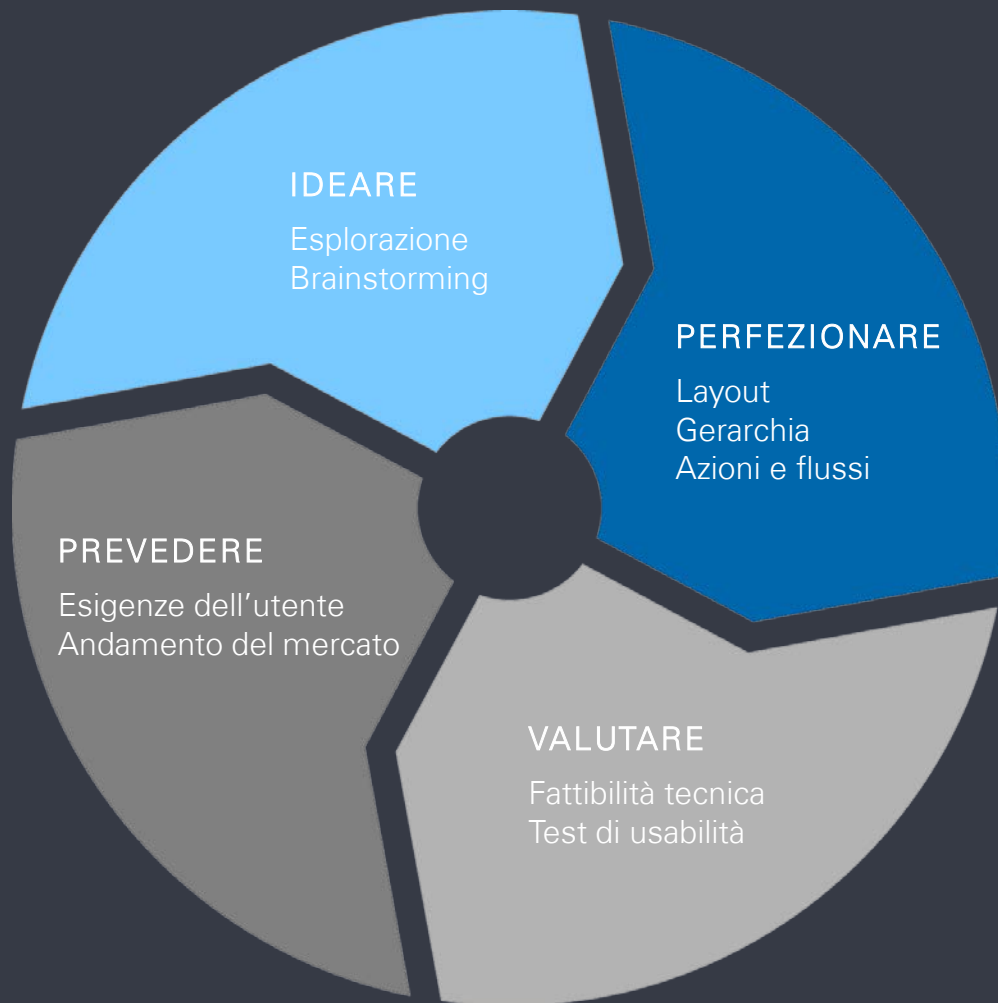 IDEARE
Esplorazione
Brainstorming
PERFEZIONARE
Layout
Gerarchia
Azioni e flussi
PREVEDERE
Esigenze dell’utente
Andamento del mercato
VALUTARE
Fattibilità tecnica
Test di usabilità